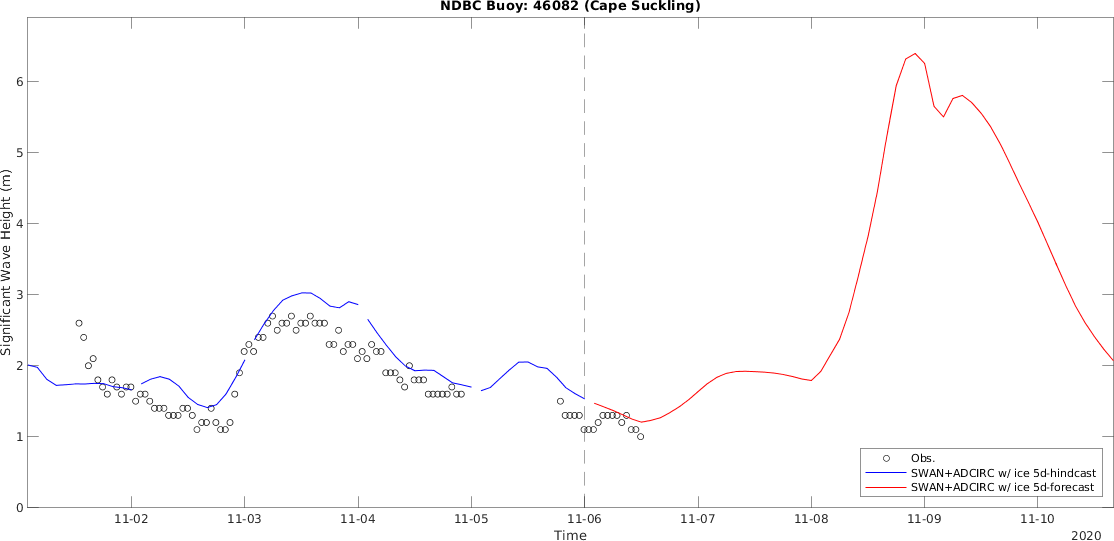 NDBC Buoy: 46082 (Cape Suckling)
Significant Wave Height (m)
6
5
4
3
2
1
0
Obs.
SWAN+ADCIRC w/ ice 5d-hindcast
SWAN+ADCIRC w/ ice 5d-forecast
11-02 11-03 11-04 11-05 11-06 11-07 11-08 11-09 11-10
Time
2020